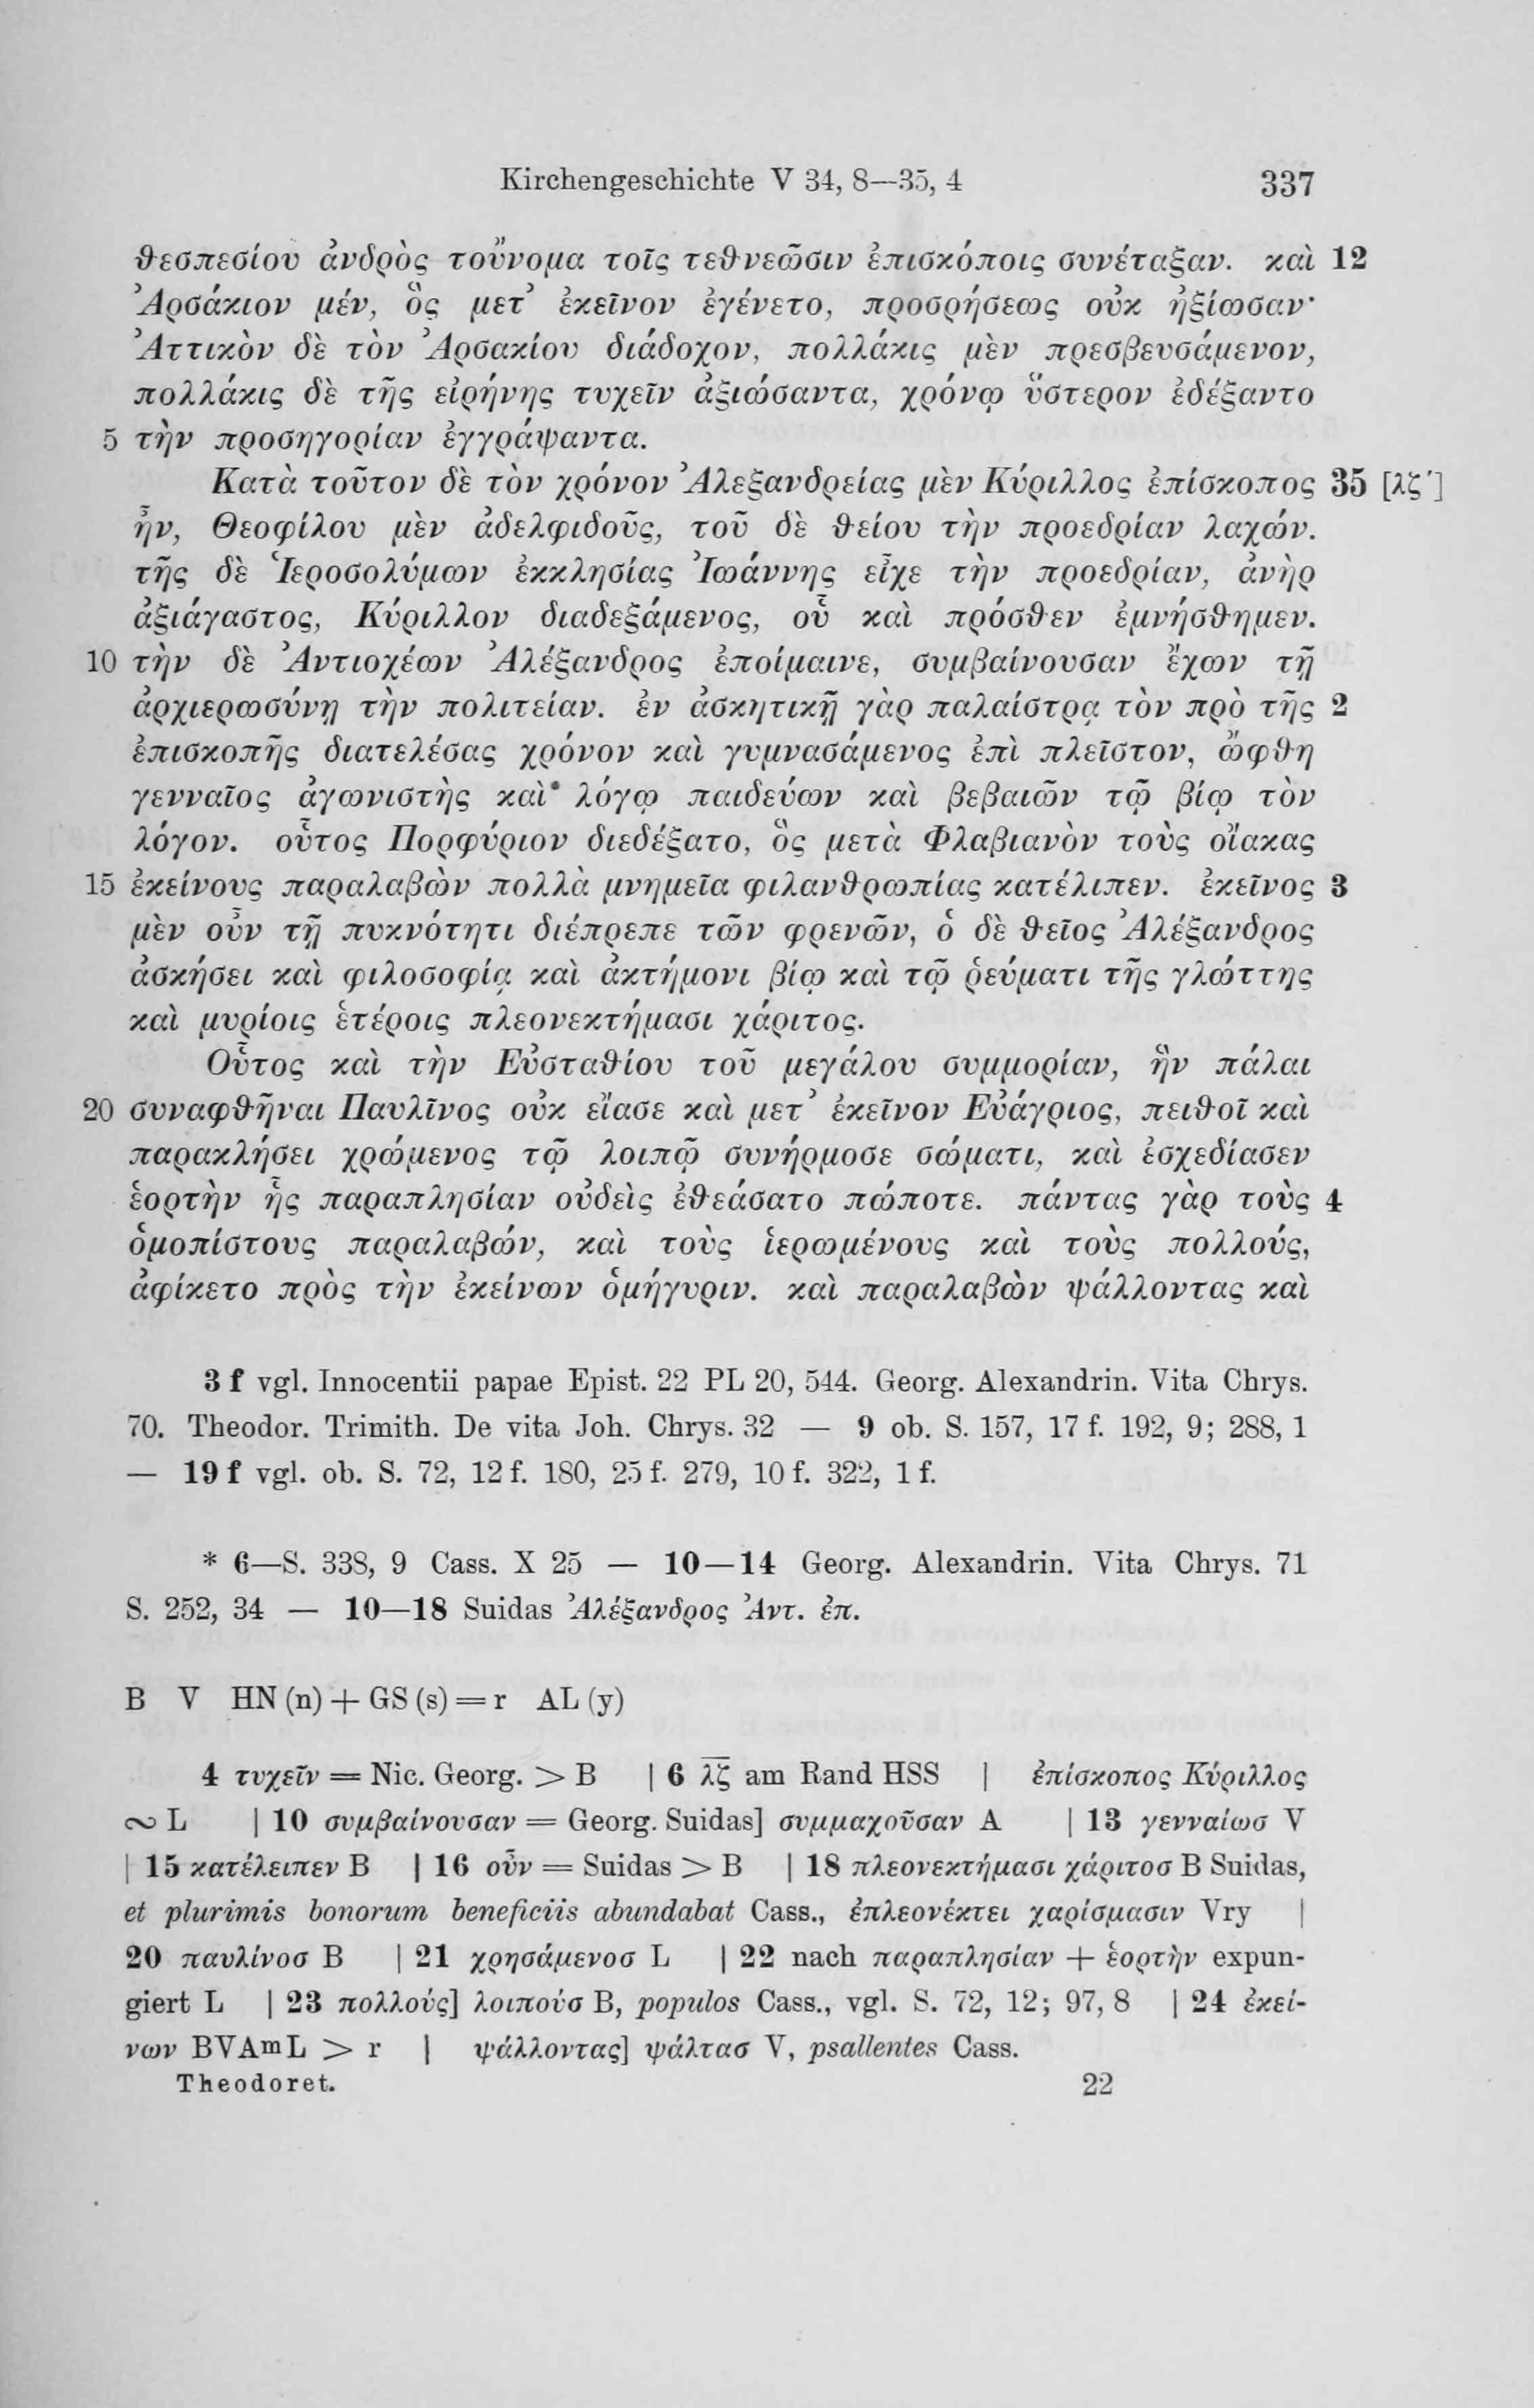 Kirchengeschichte V 34, 8—35, 4 337
θεσπεσίου ἀνδρὸς τοὔνομα τοῖς τεθνεῶσιν ἐπισκόποις συνέταξαν. καὶ 12
Ἀρσάκιον μέν, ὃς μετ’ ἐκεῖνον ἐγένετο, προσρήσεως οὐκ ἠξίωσαν·
Ἀττικὸν δὲ τὸν Ἀρσακίου διάδοχον, πολλάκις μὲν πρεσβευσάμενον,
πολλάκις δὲ τῆς εἰρήνης τυχεῖν ἀξιώσαντα, χρόνῳ ὕστερον ἐδέξαντο
5 τὴν προσηγορίαν ἐγγράψαντα.
Κατὰ τοῦτον δὲ τὸν χρόνον Ἀλεξανδρείας μὲν Κύριλλος ἐπίσκοπος 35 [λζ´]
ἦν, Θεοφίλου μὲν ἀδελφιδοῦς, τοῦ δὲ θείου τὴν προεδρίαν λαχών.
τῆς δὲ Ἱεροσολύμων ἐκκλησίας Ἰωάννης εἶχε τὴν προεδρίαν, ἀνὴρ
ἀξιάγαστος, Κύριλλον διαδεξάμενος, οὗ καὶ πρόσθεν ἐμνήσθημεν.
10 τὴν δὲ Ἀντιοχέων Ἀλέξανδρος ἐποίμαινε, συμβαίνουσαν ἔχων τῇ
ἀρχιερωσύνῃ τὴν πολιτείαν. ἐν ἀσκητικῇ γὰρ παλαίστρᾳ τὸν πρὸ τῆς 2
ἐπισκοπῆς διατελέσας χρόνον καὶ γυμνασάμενος ἐπὶ πλεῖστον, ὤφθη
γενναῖος ἀγωνιστὴς καὶ λόγῳ παιδεύων καὶ βεβαιῶν τῷ βίῳ τὸν
λόγον. οὗτος Πορφύριον διεδέξατο, ὃς μετὰ Φλαβιανὸν τοὺς οἴακας
15 ἐκείνους παραλαβὼν πολλὰ μνημεῖα φιλανθρωπίας κατέλιπεν. ἐκεῖνος 3
μὲν οὖν τῇ πυκνότητι διέπρεπε τῶν φρενῶν, ὁ δὲ θεῖος Ἀλέξανδρος
ἀσκήσει καὶ φιλοσοφίᾳ καὶ ἀκτήμονι βίῳ καὶ τῷ ῥεύματι τῆς γλώττης
καὶ μυρίοις ἑτέροις πλεονεκτήμασι χάριτος.
Οὗτος καὶ τὴν Εὐσταθίου τοῦ μεγάλου συμμορίαν, ἣν πάλαι
20 συναφθῆναι Παυλῖνος οὐκ εἴασε καὶ μετ’ ἐκεῖνον Εὐάγριος, πειθοῖ καὶ
παρακλήσει χρώμενος τῷ λοιπῷ συνήρμοσε σώματι, καὶ ἐσχεδίασεν
ἑορτὴν ἧς παραπλησίαν οὐδεὶς ἐθεάσατο πώποτε. πάντας γὰρ τοὺς 4
ὁμοπίστους παραλαβών, καὶ τοὺς ἱερωμένους καὶ τοὺς πολλούς,
ἀφίκετο πρὸς τὴν ἐκείνων ὁμήγυριν. καὶ παραλαβὼν ψάλλοντας καὶ
3 f vgl. Innocentii papae Epist. 22 PL 20, 544. Georg. Alexandrin. Vita Chrys.
70. Theodor. Trimith. De vita Joh. Chrys. 32 — 9 ob. S. 157, 17 f. 192, 9; 288, 1
— 19 f vgl. ob. S. 72, 12 f. 180, 25 f. 279, 10 f. 322, 1 f.
* 6—S. 338, 9 Cass. X 25 — 10—14 Georg. Alexandrin. Vita Chrys. 71
S. 252, 34 — 10—18 Suidas Ἀλέξανδρος Ἀντ. ἐπ.
B V HN (n) + GS (s) = r AL (y)
4 τυχεῖν = Nic. Georg. > B | 6 λζ am Rand HSS | ἐπίσκοπος Κύριλλος
∾ L | 10 συμβαίνουσαν = Georg. Suidas] συμμαχοῦσαν A | 13 γενναίωσ V
| 15 κατέλειπεν B | 16 οὖν = Suidas > B | 18 πλεονεκτήμασι χάριτοσ B Suidas,
et plurimis bonorum beneficiis abundabat Cass., ἐπλεονέκτει χαρίσμασιν Vry |
20 παυλίνοσ B | 21 χρησάμενοσ L | 22 nach παραπλησίαν + ἑορτὴν expun-
giert L | 23 πολλούς] λοιπούσ B, populos Cass., vgl. S. 72, 12; 97, 8 | 24 ἐκεί-
νων BVAmL > r | ψάλλοντας] ψάλτασ V, psallentes Cass.
Theodoret. 22